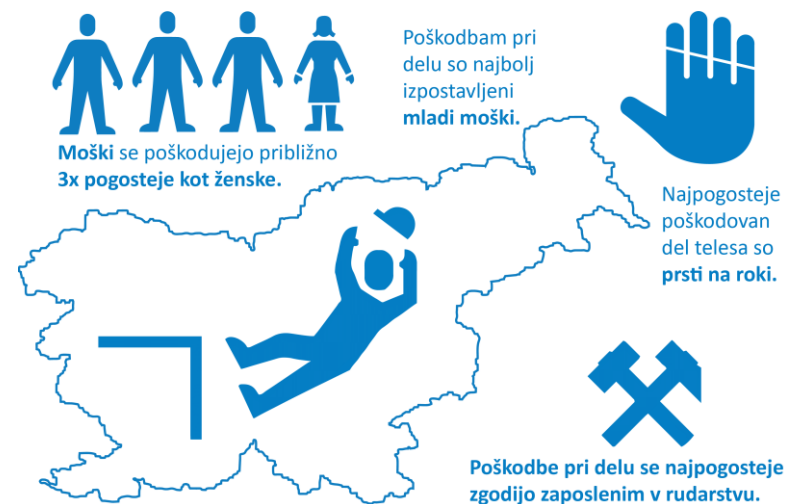 Moški se poškodujejo približno
3x pogosteje kot ženske.
Poškodbam pri
delu so najbolj
izpostavljeni
mladi moški.
Najpogosteje
poškodovan
del telesa so
prsti na roki.
Poškodbe pri delu se najpogosteje
zgodijo zaposlenim v rudarstvu.